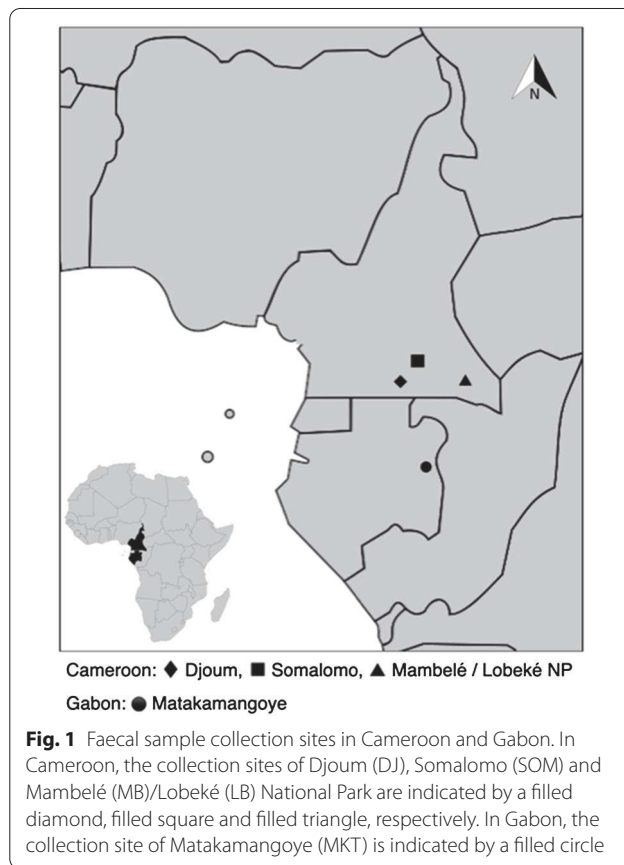 N
Cameroon: ◆ Djoum, ■ Somalomo, ▲ Mambelé / Lobeké NP
Gabon: ● Matakamangoye
Fig. 1 Faecal sample collection sites in Cameroon and Gabon. In
Cameroon, the collection sites of Djoum (DJ), Somalomo (SOM) and
Mambelé (MB)/Lobeké (LB) National Park are indicated by a filled
diamond, filled square and filled triangle, respectively. In Gabon, the
collection site of Matakamangoye (MKT) is indicated by a filled circle